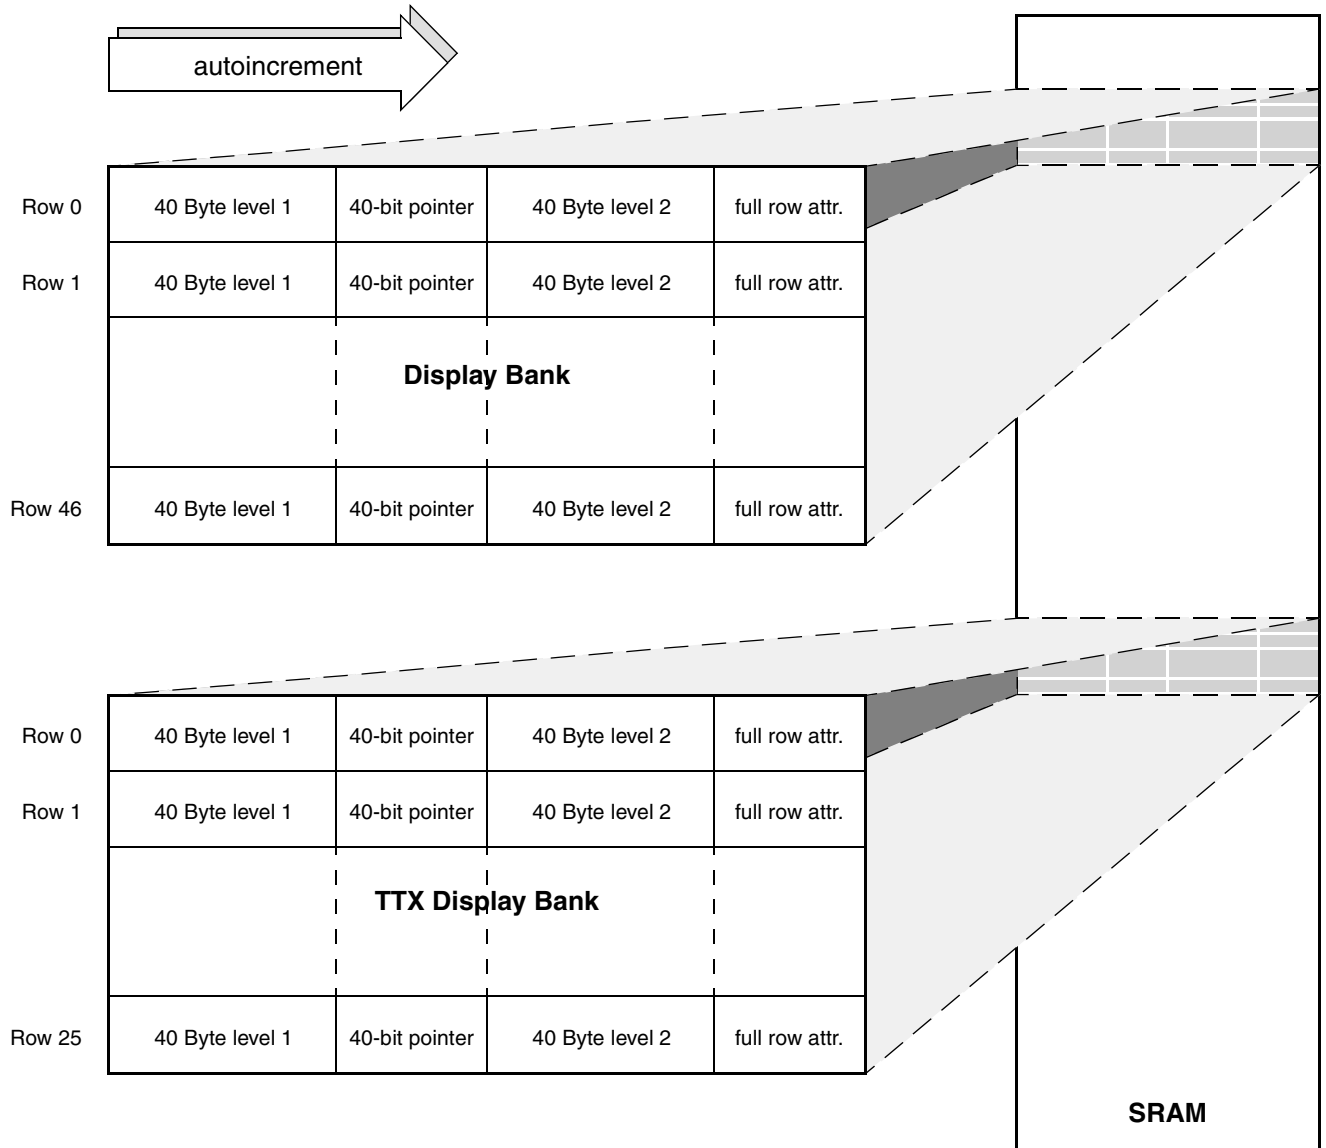 autoincrement
Row 0 40 Byte level 1 40-bit pointer 40 Byte level 2 full row attr.
Row 1 40 Byte level 1 40-bit pointer 40 Byte level 2 full row attr.
Display Bank
Row 46 40 Byte level 1 40-bit pointer 40 Byte level 2 full row attr.
Row 0 40 Byte level 1 40-bit pointer 40 Byte level 2 full row attr.
Row 1 40 Byte level 1 40-bit pointer 40 Byte level 2 full row attr.
TTX Display Bank
Row 25 40 Byte level 1 40-bit pointer 40 Byte level 2 full row attr.
SRAM